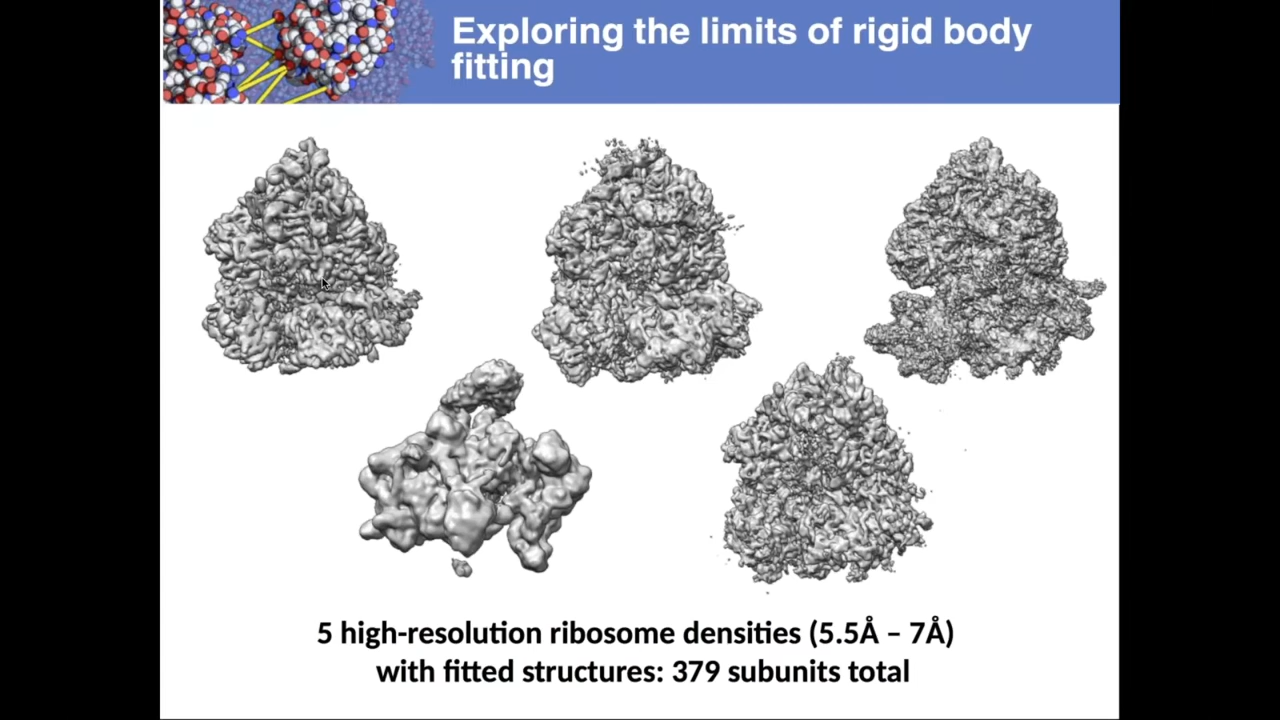 Exploring the limits of rigid body
fitting
5 high-resolution ribosome densities (5.5Å – 7Å)
with fitted structures: 379 subunits total